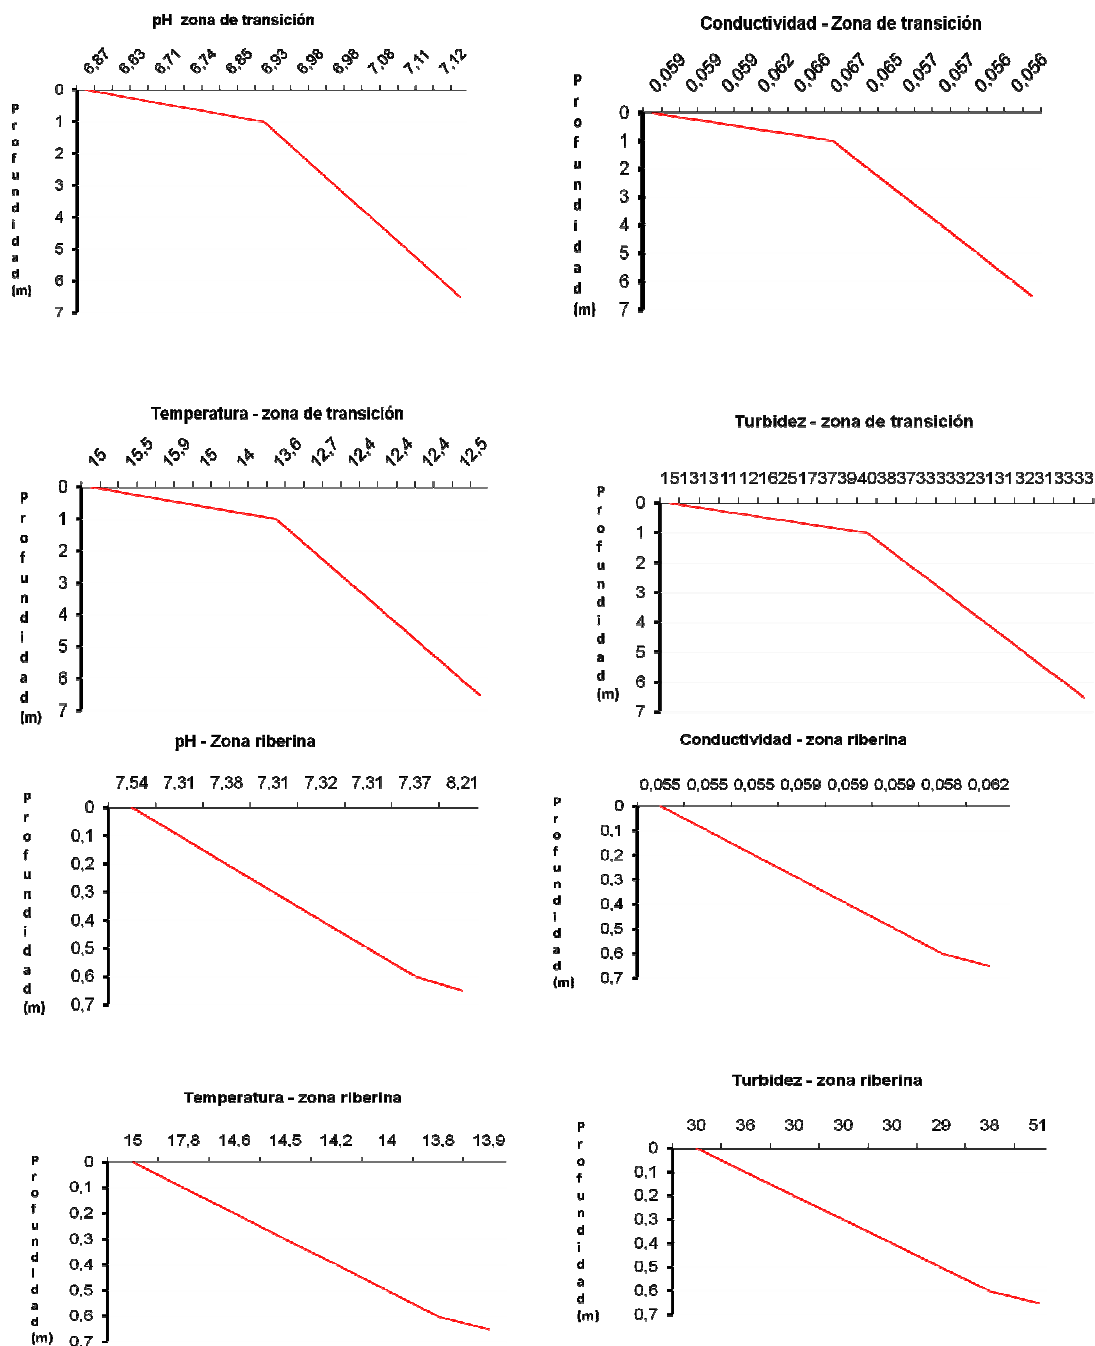 pH zona de transición
6,87 6,63 6,71 6,74 6,85 6,93 6,98 6,98 7,08 7,11 7,12
Profundidad (m)
0
1
2
3
4
5
6
7
Conductividad - Zona de transición
0,059 0,059 0,059 0,062 0,066 0,067 0,065 0,057 0,057 0,056 0,056
Profundidad (m)
0
1
2
3
4
5
6
7
Temperatura - zona de transición
15 15,5 15,9 15 14 13,6 12,7 12,4 12,4 12,4 12,5
Profundidad (m)
0
1
2
3
4
5
6
7
Turbidez - zona de transición
15131311121625173739403837333332313132313333
Profundidad (m)
0
1
2
3
4
5
6
7
pH - Zona riberina
7,54 7,31 7,38 7,31 7,32 7,31 7,37 8,21
Profundidad (m)
0
0,1
0,2
0,3
0,4
0,5
0,6
0,7
Conductividad - zona riberina
0,055 0,055 0,055 0,059 0,059 0,059 0,058 0,062
Profundidad (m)
0
0,1
0,2
0,3
0,4
0,5
0,6
0,7
Temperatura - zona riberina
15 17,8 14,6 14,5 14,2 14 13,8 13,9
Profundidad (m)
0
0,1
0,2
0,3
0,4
0,5
0,6
0,7
Turbidez - zona riberina
30 36 30 30 30 29 38 51
Profundidad (m)
0
0,1
0,2
0,3
0,4
0,5
0,6
0,7